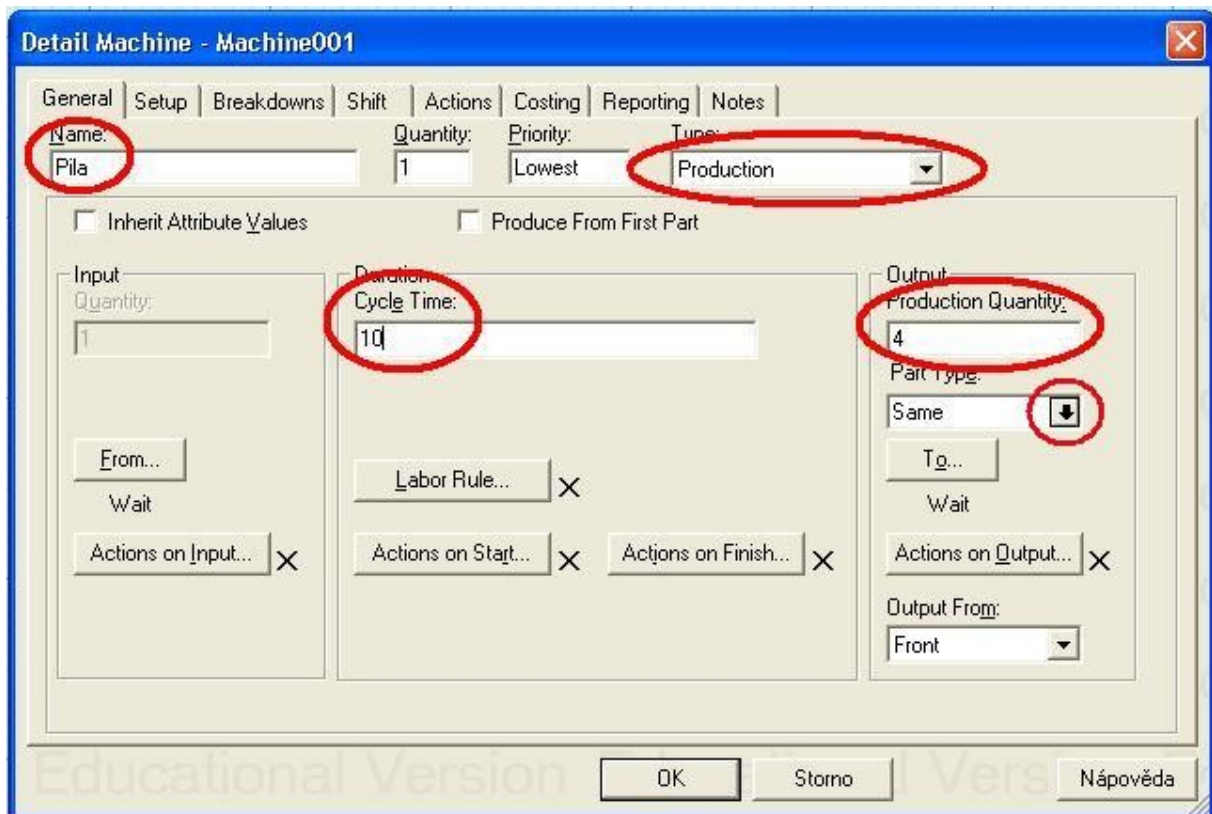 Detail Machine - Machine001
General Setup Breakdowns Shift Actions Costing Reporting Notes
Name: Quantity: Priority: Type:
Pila 1 Lowest Production
Inherit Attribute Values Produce From First Part
Input Duration Output
Quantity: Cycle Time: Production Quantity:
1 10 4
Part Type:
Same
From... To...
Labor Rule...
Wait Wait
Actions on Input... Actions on Start... Actions on Finish... Actions on Output...
Output From:
Front
Educational Version
OK Storno Nápověda